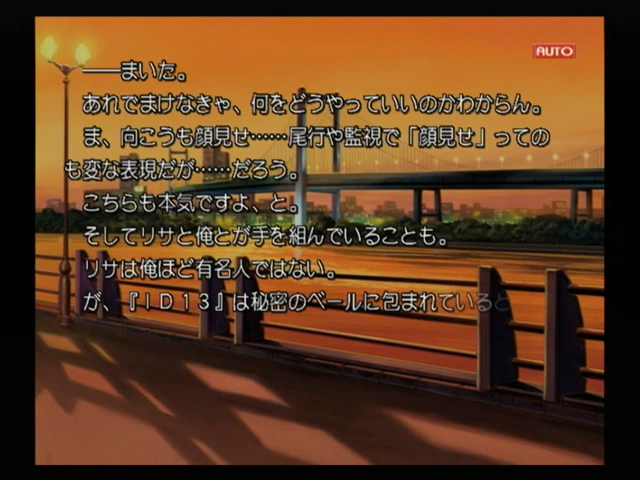 AUTO
――まいた。
あれでまけなきゃ、何をどうやっていいのかわからん。
ま、向こうも顔見せ……尾行や監視で「顔見せ」っての
も変な表現だが……だろう。
こちらも本気ですよ、と。
そしてリサと俺とが手を組んでいることも。
リサは俺ほど有名人ではない。
が、『ＩＤ１３』は秘密のベールに包まれていると